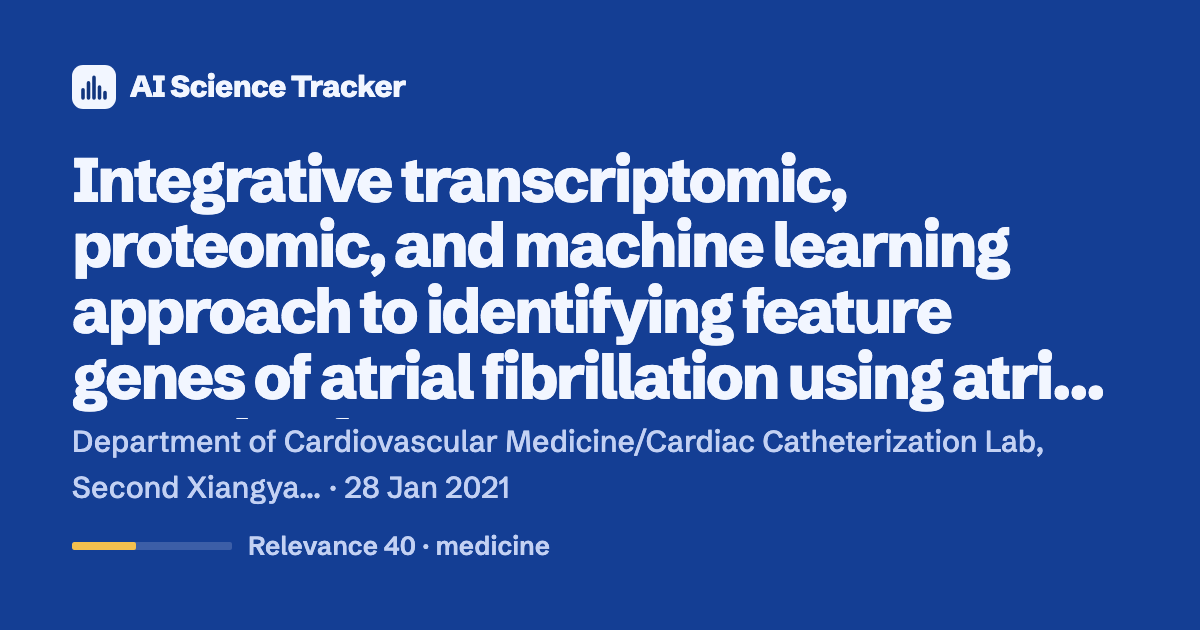 AI Science Tracker
Integrative transcriptomic,
proteomic, and machine learning
approach to identifying feature
genes of atrial fibrillation using atri...
Department of Cardiovascular Medicine/Cardiac Catheterization Lab,
Second Xiangya... · 28 Jan 2021
Relevance 40 · medicine